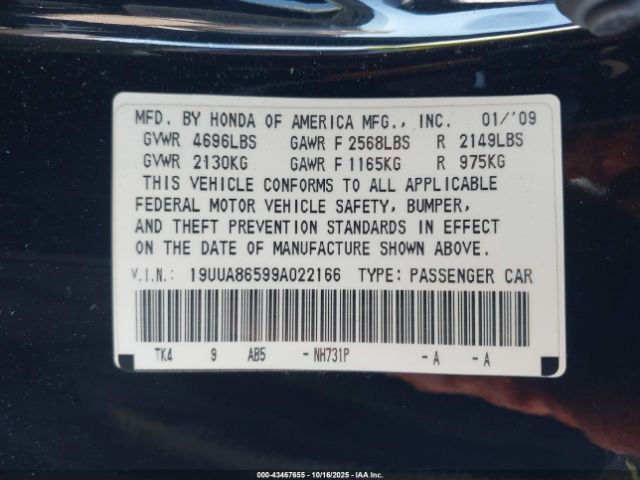 MFD. BY HONDA OF AMERICA MFG., INC. 01/'09
GVWR 4696LBS GAWR F 2568LBS R 2149LBS
GVWR 2130KG GAWR F 1165KG R 975KG
THIS VEHICLE CONFORMS TO ALL APPLICABLE
FEDERAL MOTOR VEHICLE SAFETY, BUMPER,
AND THEFT PREVENTION STANDARDS IN EFFECT
ON THE DATE OF MANUFACTURE SHOWN ABOVE.
V.I.N.: 19UUA86599A022166 TYPE: PASSENGER CAR
TK4 9 AB5 - NH731P - A - A
000-43467655 - 10/16/2025 - IAA Inc.